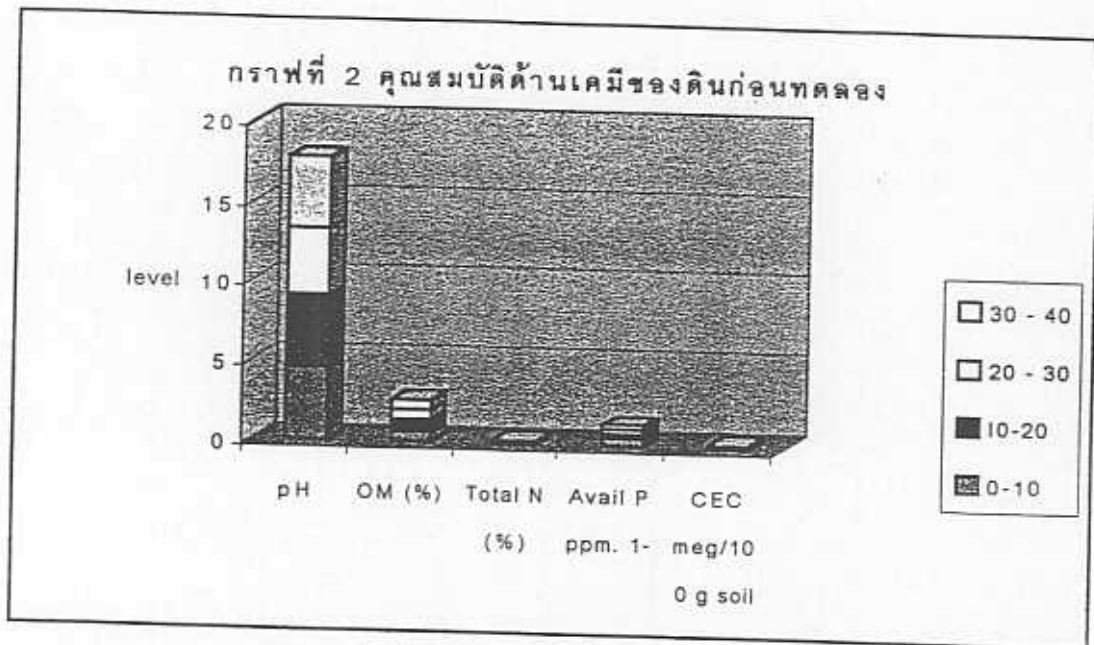 กราฟที่ 2 คุณสมบัติด้านเคมีของดินก่อนทดลอง
20
15
level 10
5
0
pH OM (%) Total N Avail P CEC
(%) ppm. 1- meg/10
0 g soil
30 - 40
20 - 30
I0-20
0-10